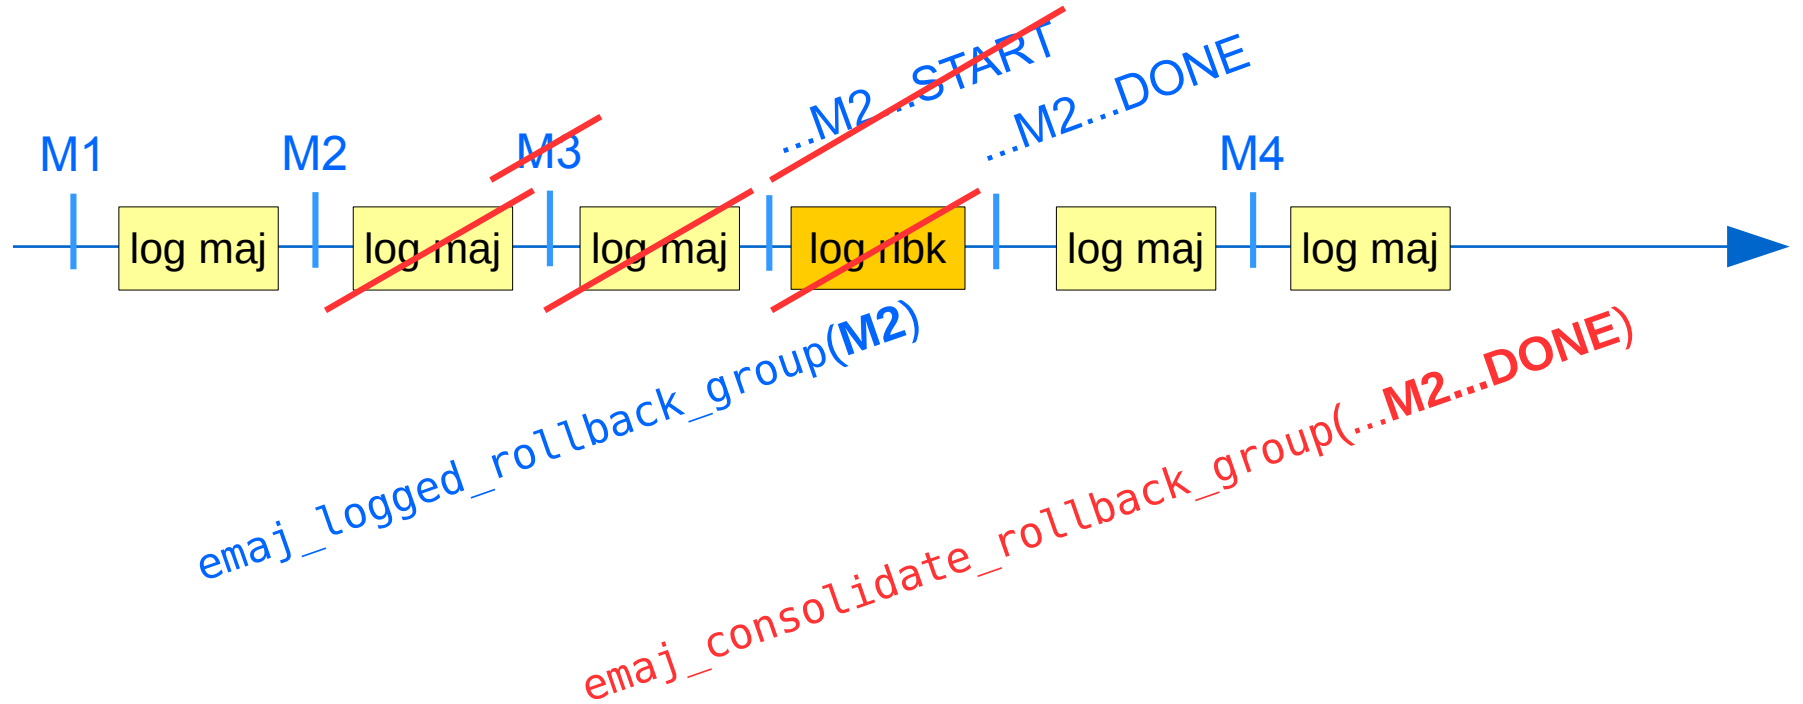 ...M2...START
...M2...DONE
M1
M2
M3
M4
log maj
log maj
log maj
log rlbk
log maj
log maj
emaj_logged_rollback_group(M2)
emaj_consolidate_rollback_group(...M2...DONE)